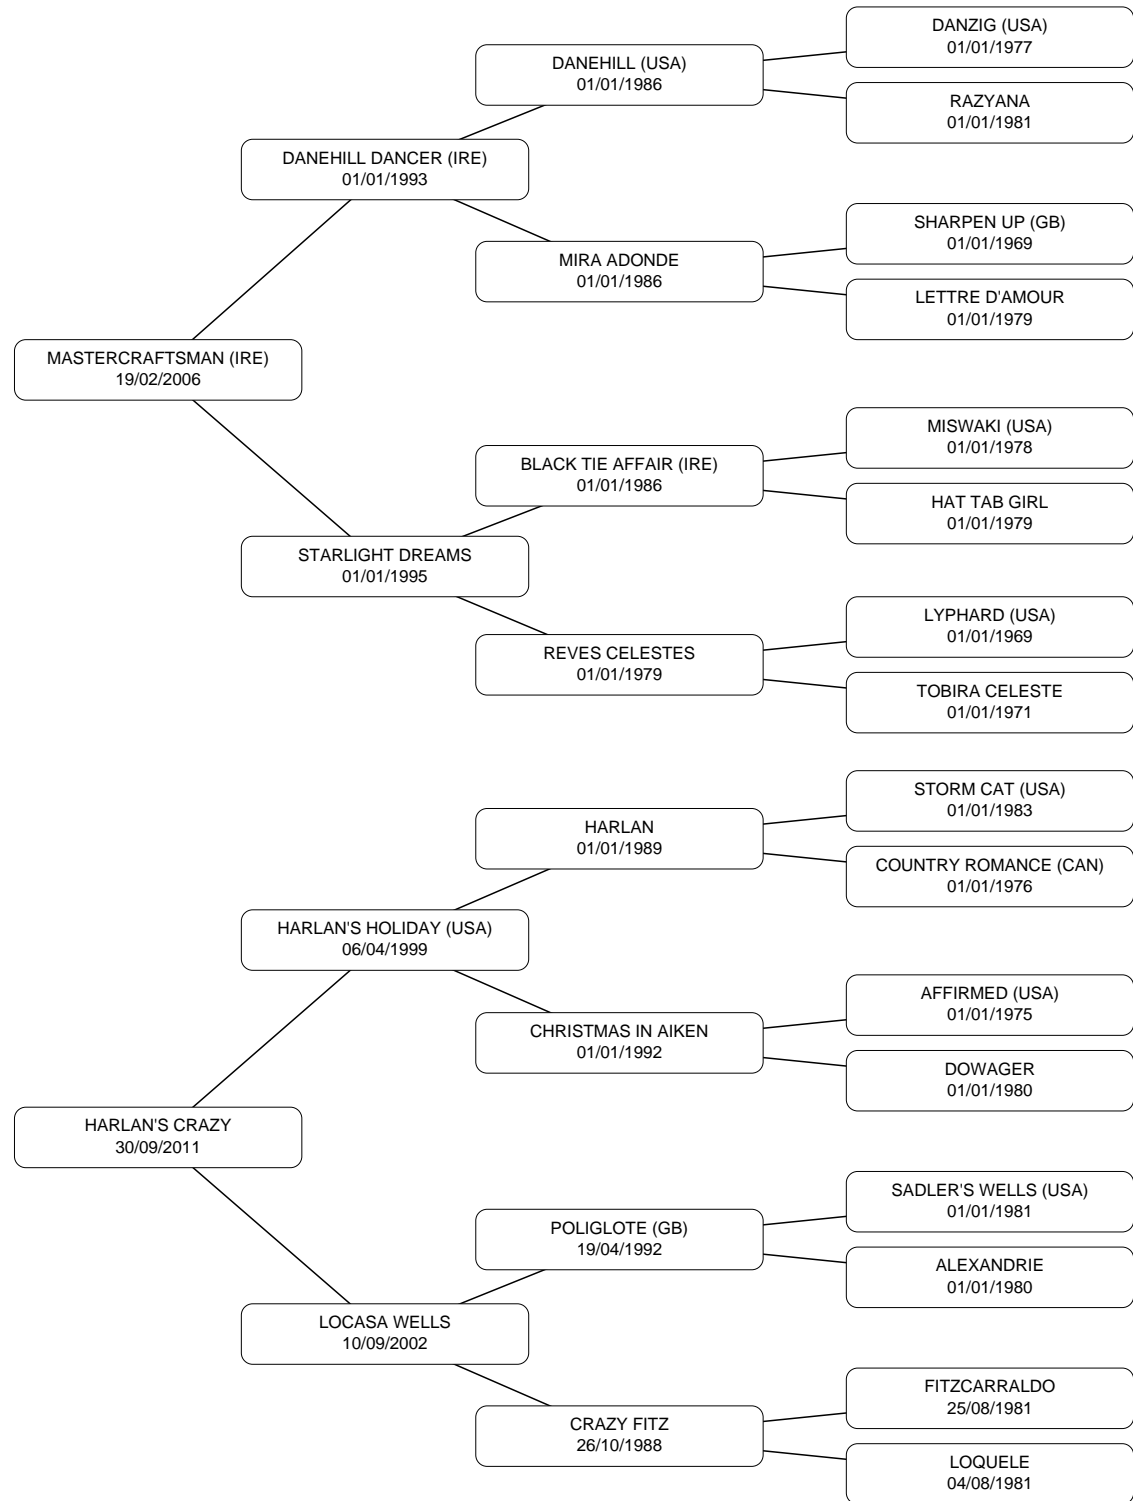 DANZIG (USA)
01/01/1977
DANEHILL (USA)
01/01/1986
RAZYANA
01/01/1981
DANEHILL DANCER (IRE)
01/01/1993
SHARPEN UP (GB)
01/01/1969
MIRA ADONDE
01/01/1986
LETTRE D'AMOUR
01/01/1979
MASTERCRAFTSMAN (IRE)
19/02/2006
MISWAKI (USA)
01/01/1978
BLACK TIE AFFAIR (IRE)
01/01/1986
HAT TAB GIRL
01/01/1979
STARLIGHT DREAMS
01/01/1995
LYPHARD (USA)
01/01/1969
REVES CELESTES
01/01/1979
TOBIRA CELESTE
01/01/1971
STORM CAT (USA)
01/01/1983
HARLAN
01/01/1989
COUNTRY ROMANCE (CAN)
01/01/1976
HARLAN'S HOLIDAY (USA)
06/04/1999
AFFIRMED (USA)
01/01/1975
CHRISTMAS IN AIKEN
01/01/1992
DOWAGER
01/01/1980
HARLAN'S CRAZY
30/09/2011
SADLER'S WELLS (USA)
01/01/1981
POLIGLOTE (GB)
19/04/1992
ALEXANDRIE
01/01/1980
LOCASA WELLS
10/09/2002
FITZCARRALDO
25/08/1981
CRAZY FITZ
26/10/1988
LOQUELE
04/08/1981